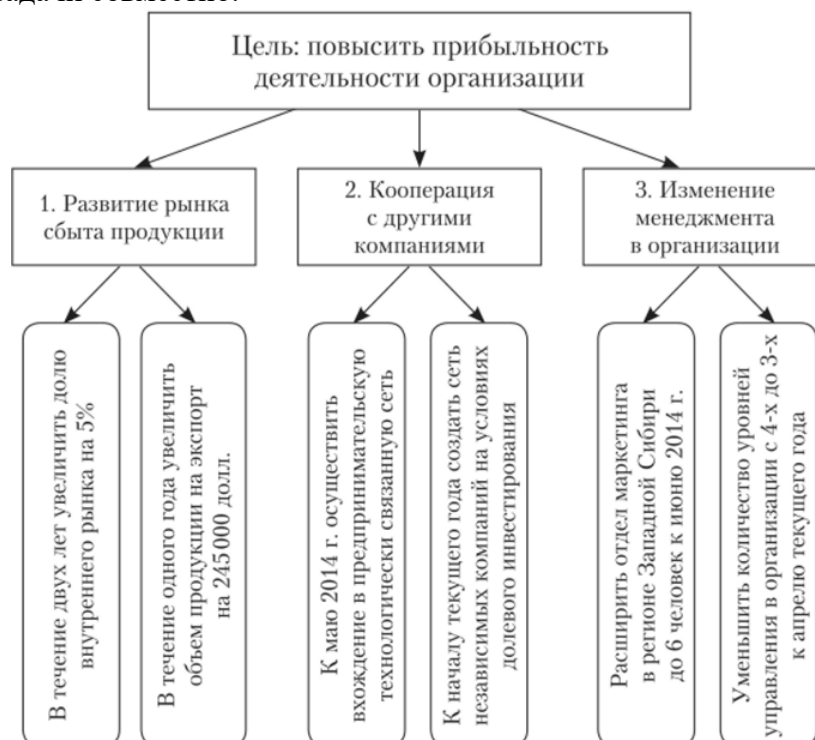 Цель: повысить прибыльность
деятельности организации
1. Развитие рынка
сбыта продукции
2. Кооперация
с другими
компаниями
3. Изменение
менеджмента
в организации
В течение двух лет увеличить долю
внутреннего рынка на 5%
В течение одного года увеличить
объем продукции на экспорт
на 245 000 долл.
К маю 2014 г. осуществить
вхождение в предпринимательскую
технологически связанную сеть
К началу текущего года создать сеть
независимых компаний на условиях
долевого инвестирования
Расширить отдел маркетинга
в регионе Западной Сибири
до 6 человек к июню 2014 г.
Уменьшить количество уровней
управления в организации с 4-х до 3-х
к апрелю текущего года